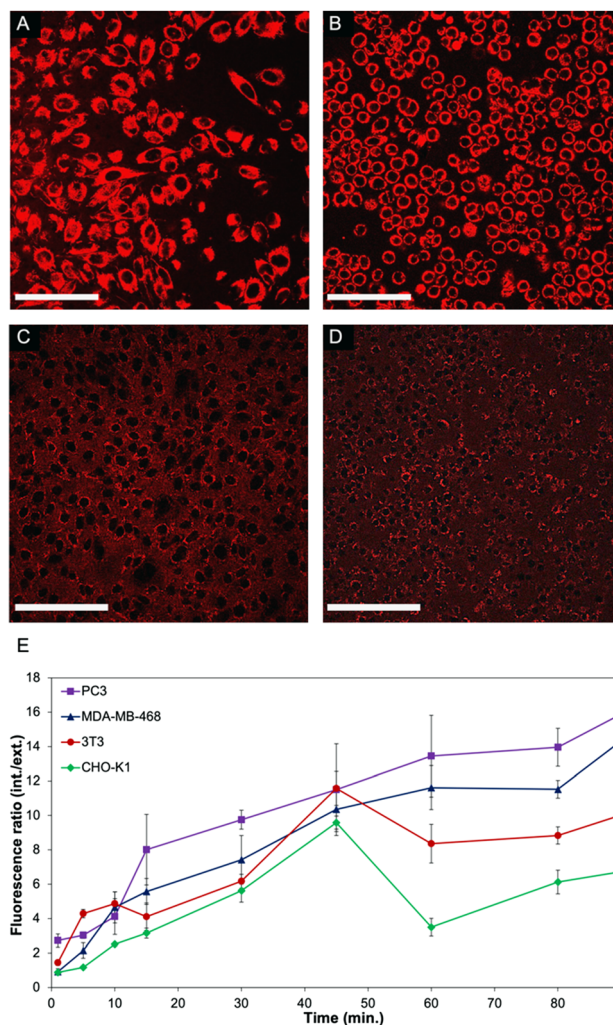 A
B
C
D
E
18
16
14
12
10
8
6
4
2
0
Fluorescence ratio (int./ext.)
PC3
MDA-MB-468
3T3
CHO-K1
0 10 20 30 40 50 60 70 80
Time (min.)